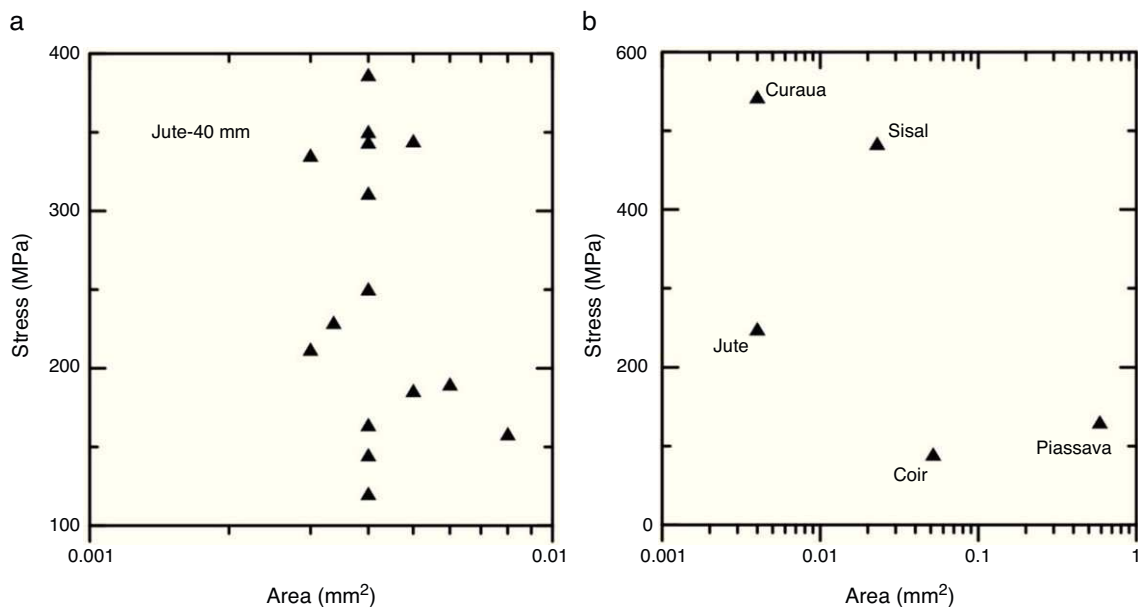 a
400
300
200
100
Stress (MPa)
Jute-40 mm
0.001
0.01
Area (mm²)
b
600
400
200
0
Stress (MPa)
Curaua
Sisal
Jute
Piassava
Coir
0.001
0.01
0.1
1
Area (mm²)